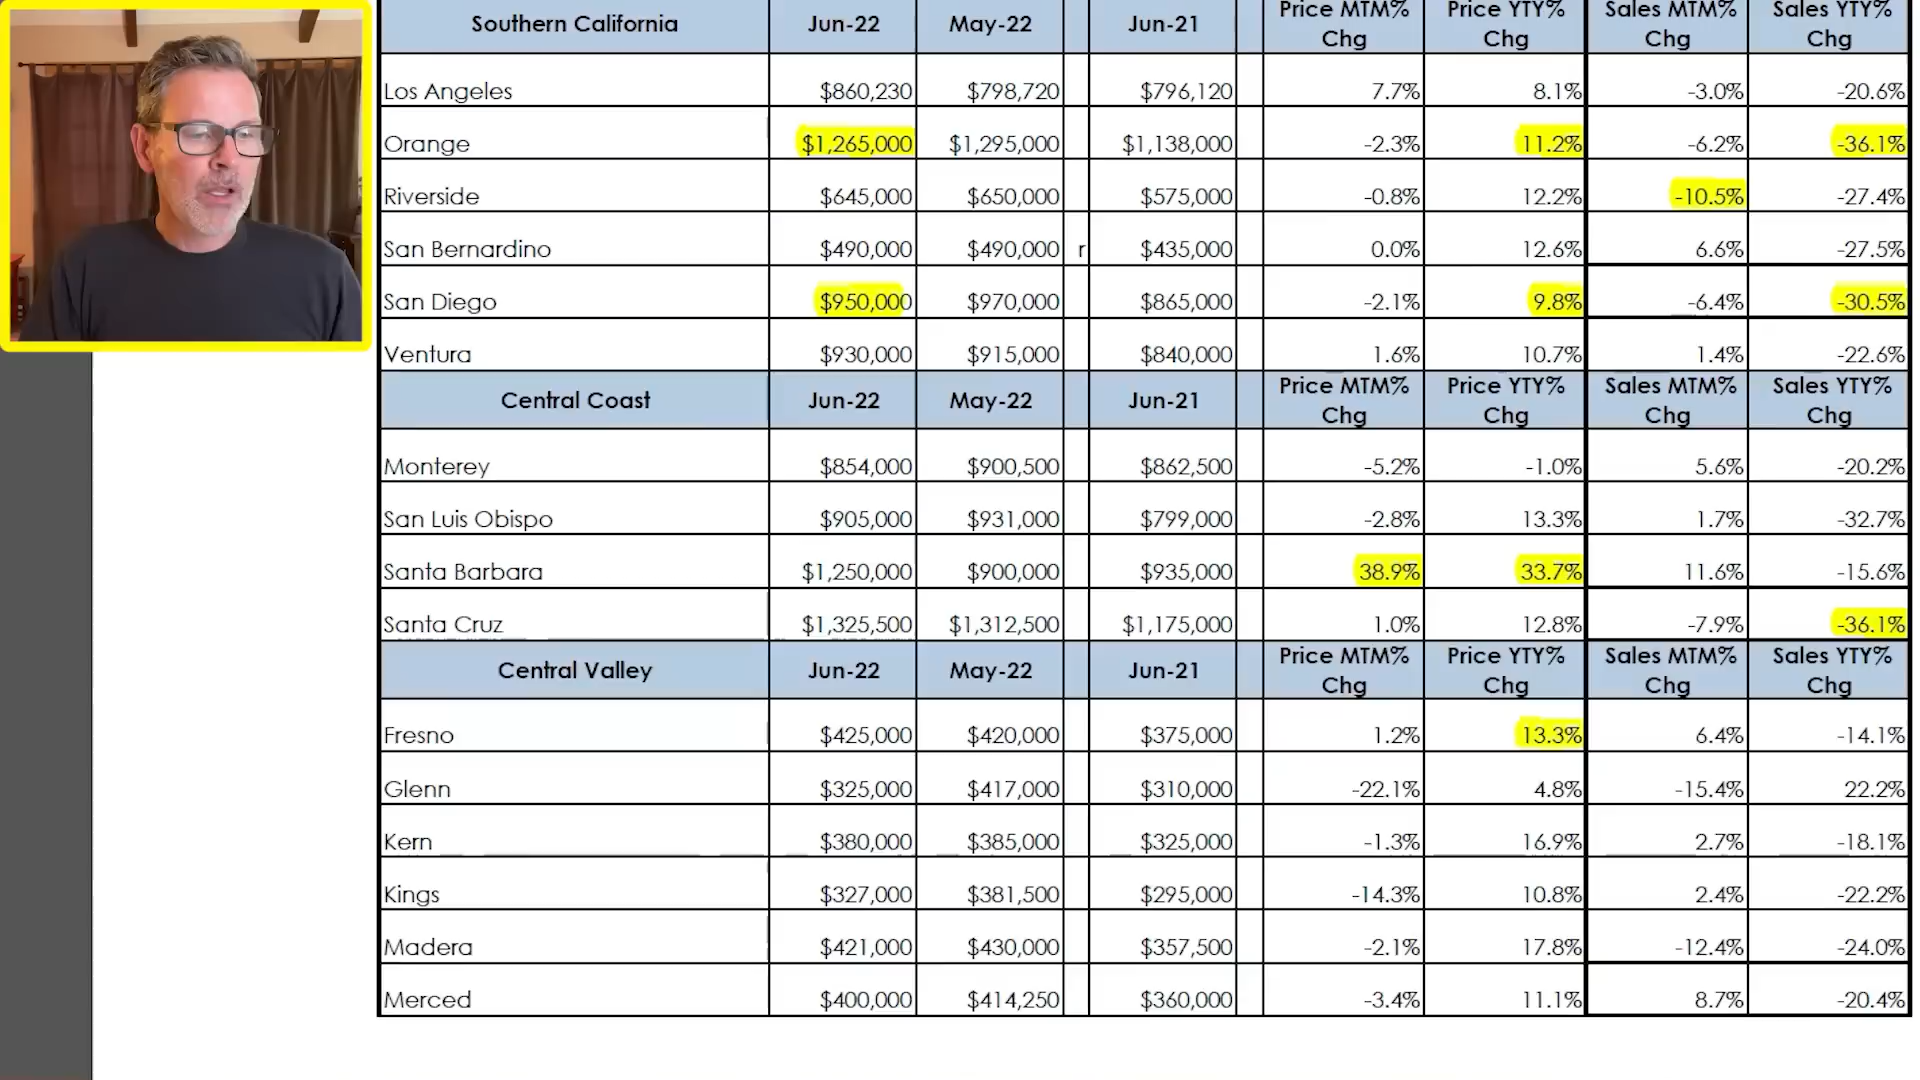 Southern California Jun-22 May-22 Jun-21 Price MTM% Chg Price YTY% Chg Sales MTM% Chg Sales YTY% Chg
Los Angeles $860,230 $798,720 $796,120 7.7% 8.1% -3.0% -20.6%
Orange $1,265,000 $1,295,000 $1,138,000 -2.3% 11.2% -6.2% -36.1%
Riverside $645,000 $650,000 $575,000 -0.8% 12.2% -10.5% -27.4%
San Bernardino $490,000 $490,000 r $435,000 0.0% 12.6% 6.6% -27.5%
San Diego $950,000 $970,000 $865,000 -2.1% 9.8% -6.4% -30.5%
Ventura $930,000 $915,000 $840,000 1.6% 10.7% 1.4% -22.6%
Central Coast Jun-22 May-22 Jun-21 Price MTM% Chg Price YTY% Chg Sales MTM% Chg Sales YTY% Chg
Monterey $854,000 $900,500 $862,500 -5.2% -1.0% 5.6% -20.2%
San Luis Obispo $905,000 $931,000 $799,000 -2.8% 13.3% 1.7% -32.7%
Santa Barbara $1,250,000 $900,000 $935,000 38.9% 33.7% 11.6% -15.6%
Santa Cruz $1,325,500 $1,312,500 $1,175,000 1.0% 12.8% -7.9% -36.1%
Central Valley Jun-22 May-22 Jun-21 Price MTM% Chg Price YTY% Chg Sales MTM% Chg Sales YTY% Chg
Fresno $425,000 $420,000 $375,000 1.2% 13.3% 6.4% -14.1%
Glenn $325,000 $417,000 $310,000 -22.1% 4.8% -15.4% 22.2%
Kern $380,000 $385,000 $325,000 -1.3% 16.9% 2.7% -18.1%
Kings $327,000 $381,500 $295,000 -14.3% 10.8% 2.4% -22.2%
Madera $421,000 $430,000 $357,500 -2.1% 17.8% -12.4% -24.0%
Merced $400,000 $414,250 $360,000 -3.4% 11.1% 8.7% -20.4%